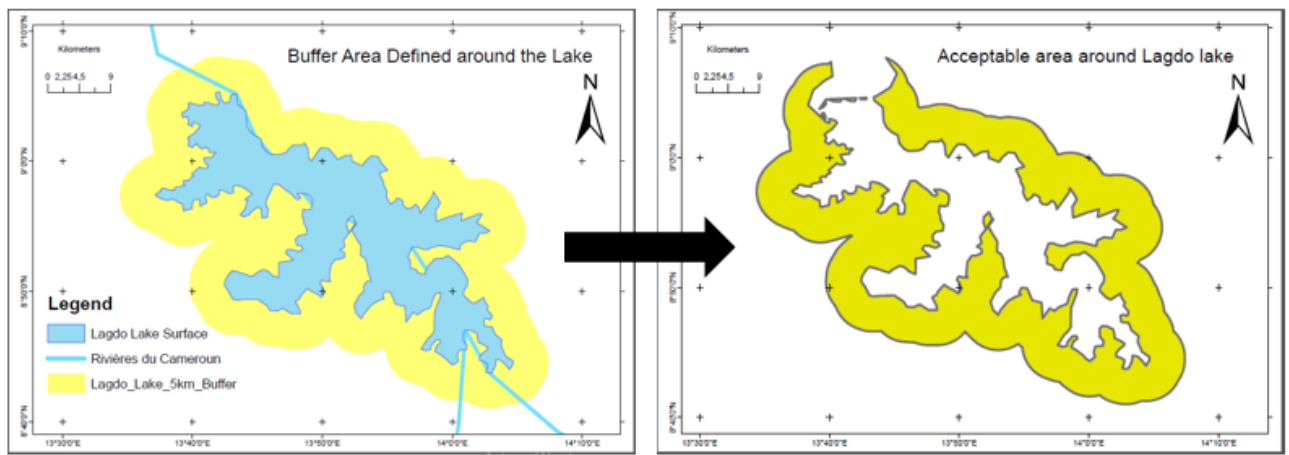 Buffer Area Defined around the Lake
Kilometers
0 2,254,5 9
N
9°10'0"N
9°0'0"N
8°50'0"N
8°40'0"N
Legend
Lagdo Lake Surface
Rivières du Cameroun
Lagdo_Lake_5km_Buffer
13°30'0"E 13°40'0"E 13°50'0"E 14°0'0"E 14°10'0"E
Acceptable area around Lagdo lake
Kilometers
0 2,254,5 9
N
9°10'0"N
9°0'0"N
8°50'0"N
8°40'0"N
13°30'0"E 13°40'0"E 13°50'0"E 14°0'0"E 14°10'0"E